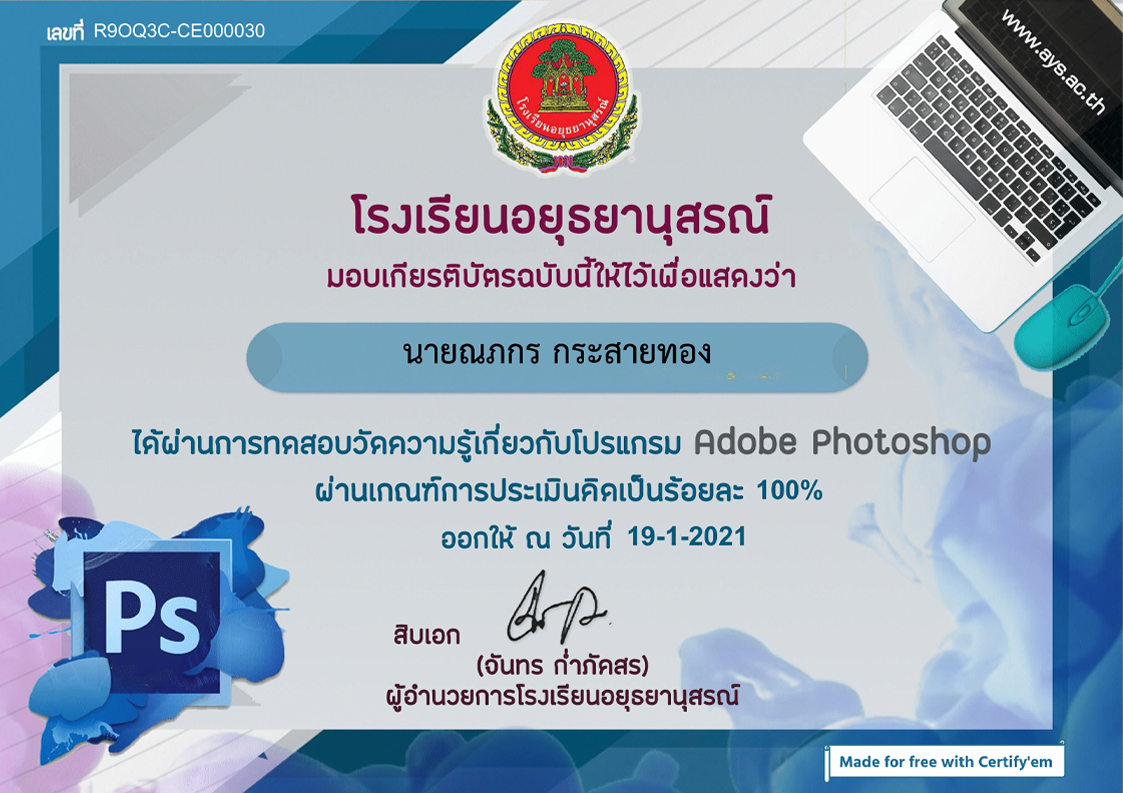 เลขที่ R9OQ3C-CE000030
www.ays.ac.th
โรงเรียนอยุธยานุสรณ์
โรงเรียนอยุธยานุสรณ์
มอบเกียรติบัตรฉบับนี้ให้ไว้เพื่อแสดงว่า
นายณภกร กระสายทอง
ได้ผ่านการทดสอบวัดความรู้เกี่ยวกับโปรแกรม Adobe Photoshop
ผ่านเกณฑ์การประเมินคิดเป็นร้อยละ 100%
ออกให้ ณ วันที่ 19-1-2021
Ps
สิบเอก
(จันทร ก่ำภัคสร)
ผู้อำนวยการโรงเรียนอยุธยานุสรณ์
Made for free with Certify'em